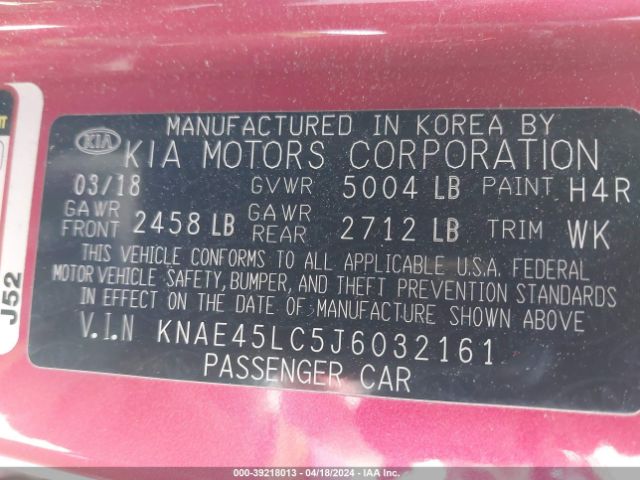 MANUFACTURED IN KOREA BY
KIA KIA MOTORS CORPORATION
03/18 GVWR 5004 LB PAINT H4R
GAWR FRONT 2458 LB GAWR REAR 2712 LB TRIM WK
THIS VEHICLE CONFORMS TO ALL APPLICABLE U.S.A. FEDERAL
MOTOR VEHICLE SAFETY, BUMPER, AND THEFT PREVENTION STANDARDS
IN EFFECT ON THE DATE OF MANUFACTURE SHOWN ABOVE
V.I.N KNAE45LC5J6032161
PASSENGER CAR
J52
000-39218013 - 04/18/2024 - IAA Inc.